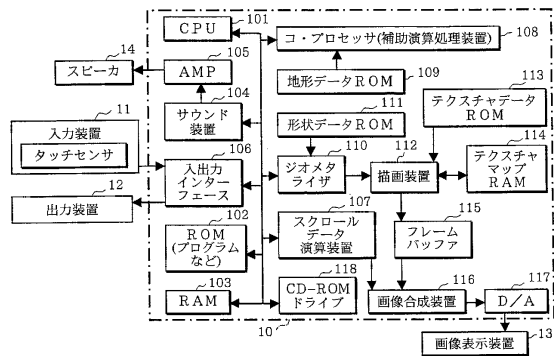 CPU
101
コ・プロセッサ(補助演算処理装置)
108
14
105
スピーカ
AMP
地形データROM
109
113
104
111
テクスチャデータ
ROM
11
サウンド
装置
形状データROM
114
入力装置
タッチセンサ
106
110
112
入出力
インター
フェース
ジオメタ
ライザ
描画装置
テクスチャ
マップ
RAM
12
出力装置
102
107
115
ROM
(プログラム
など)
スクロール
データ
演算装置
フレーム
バッファ
103
118
116
117
RAM
CD-ROM
ドライブ
画像合成装置
D/A
10
画像表示装置
13